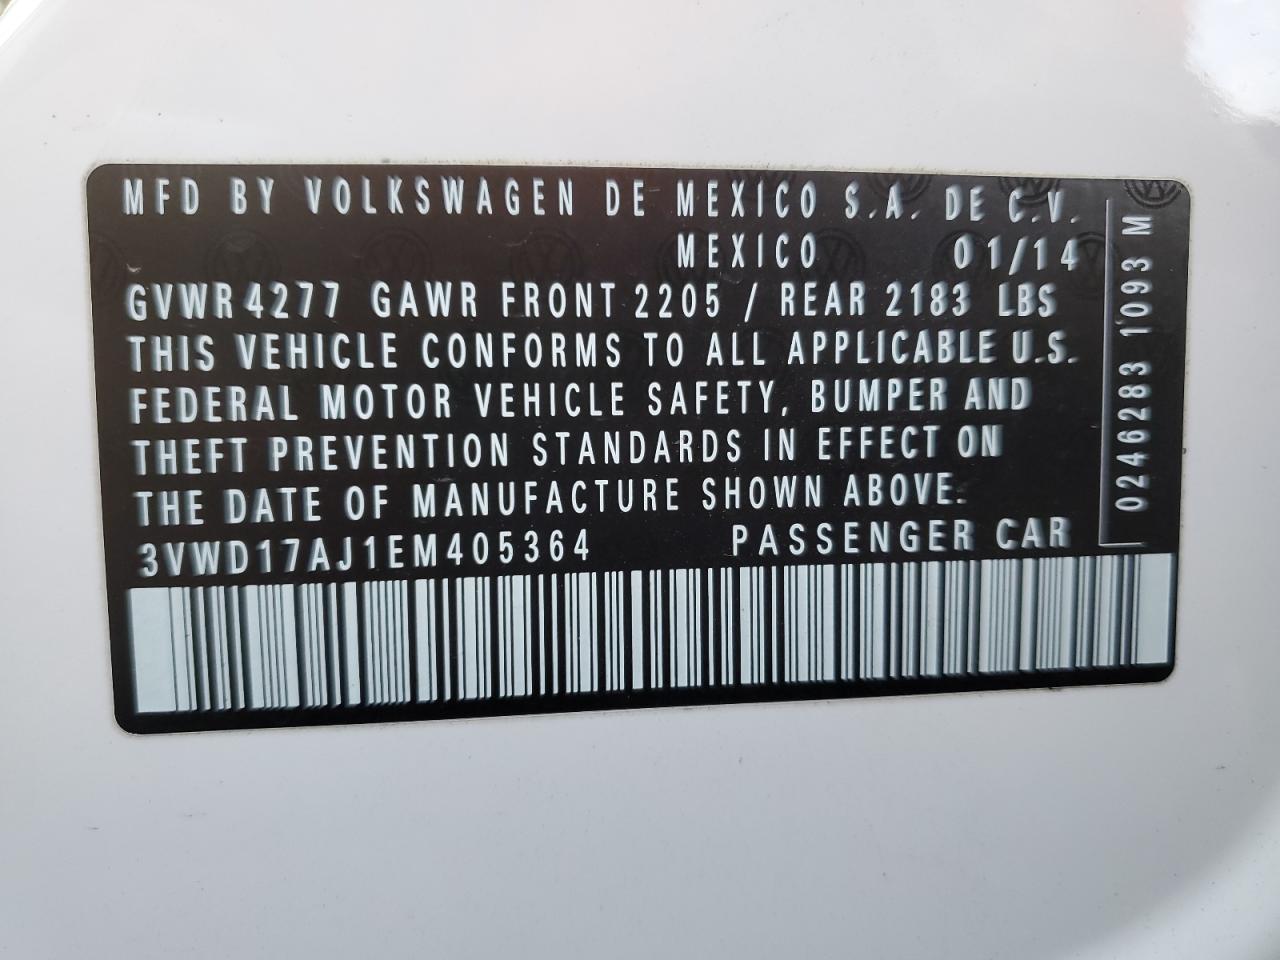 MFD BY VOLKSWAGEN DE MEXICO S.A. DE C.V.
MEXICO 01/14
GVWR 4277 GAWR FRONT 2205 / REAR 2183 LBS
THIS VEHICLE CONFORMS TO ALL APPLICABLE U.S.
FEDERAL MOTOR VEHICLE SAFETY, BUMPER AND
THEFT PREVENTION STANDARDS IN EFFECT ON
THE DATE OF MANUFACTURE SHOWN ABOVE.
3VWD17AJ1EM405364 PASSENGER CAR
0246283 1093 M